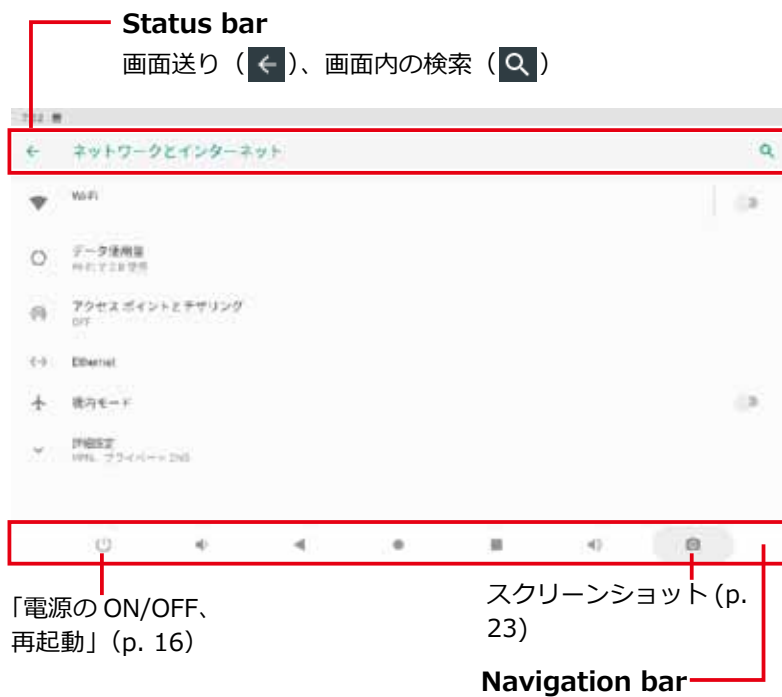 Status bar
画面送り（←）、画面内の検索（）
ネットワークとインターネット
Wi-Fi
データ使用量
アクセスポイントとテザリング
OFF
Ethernet
機内モード
詳細設定
「電源の ON/OFF、
再起動」（p. 16）
スクリーンショット (p.
23)
Navigation bar